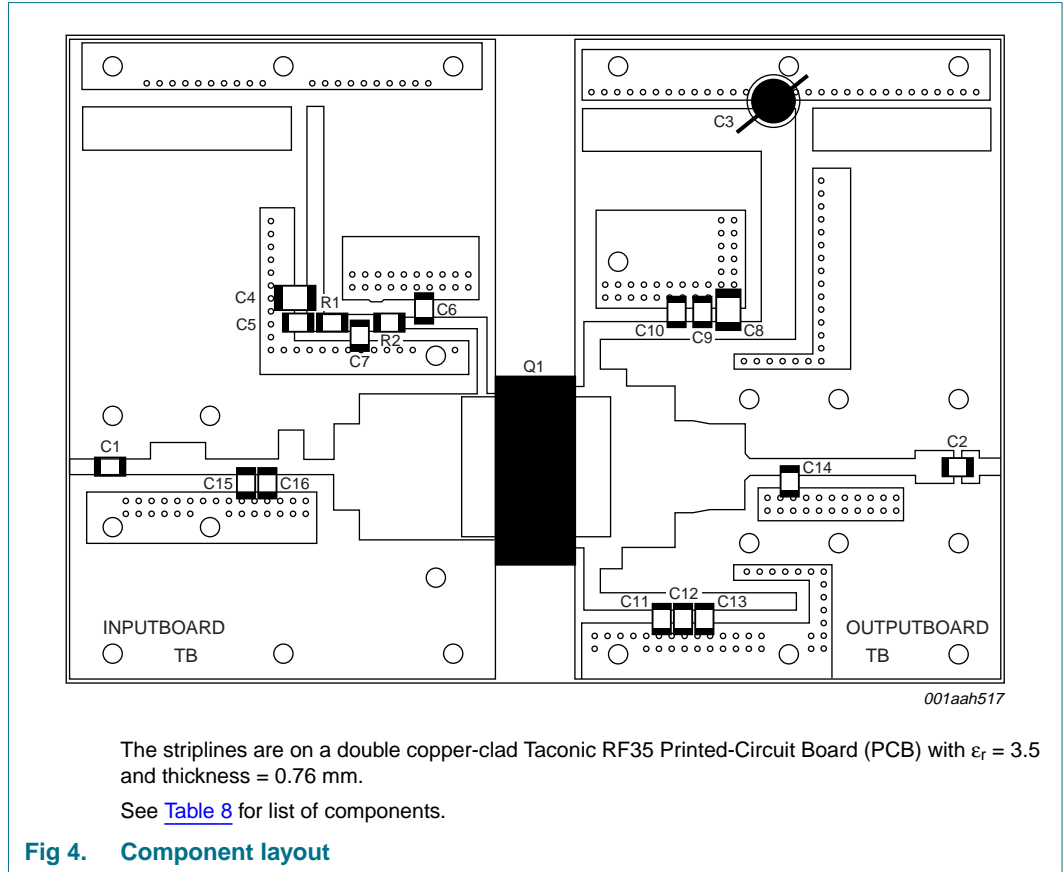 C3
C4
R1
C5
C6
C7
R2
C10
C9
C8
Q1
C1
C2
C15
C16
C14
C11
C12
C13
INPUTBOARD
TB
OUTPUTBOARD
TB
001aah517
The striplines are on a double copper-clad Taconic RF35 Printed-Circuit Board (PCB) with εr = 3.5
and thickness = 0.76 mm.
See Table 8 for list of components.
Fig 4. Component layout